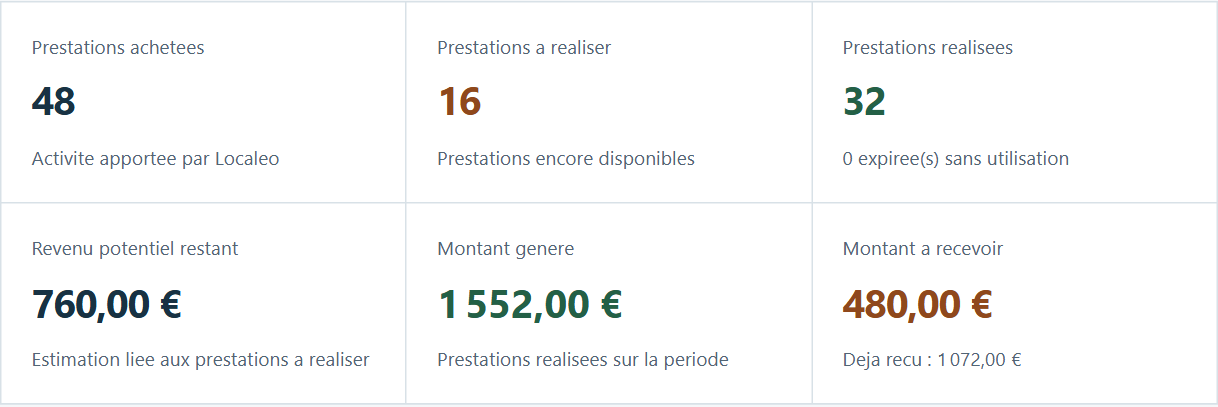 Prestations achetees
48
Activite apportee par Localeo
Prestations a realiser
16
Prestations encore disponibles
Prestations realisees
32
0 expiree(s) sans utilisation
Revenu potentiel restant
760,00 €
Estimation liee aux prestations a realiser
Montant genere
1 552,00 €
Prestations realisees sur la periode
Montant a recevoir
480,00 €
Deja recu : 1 072,00 €